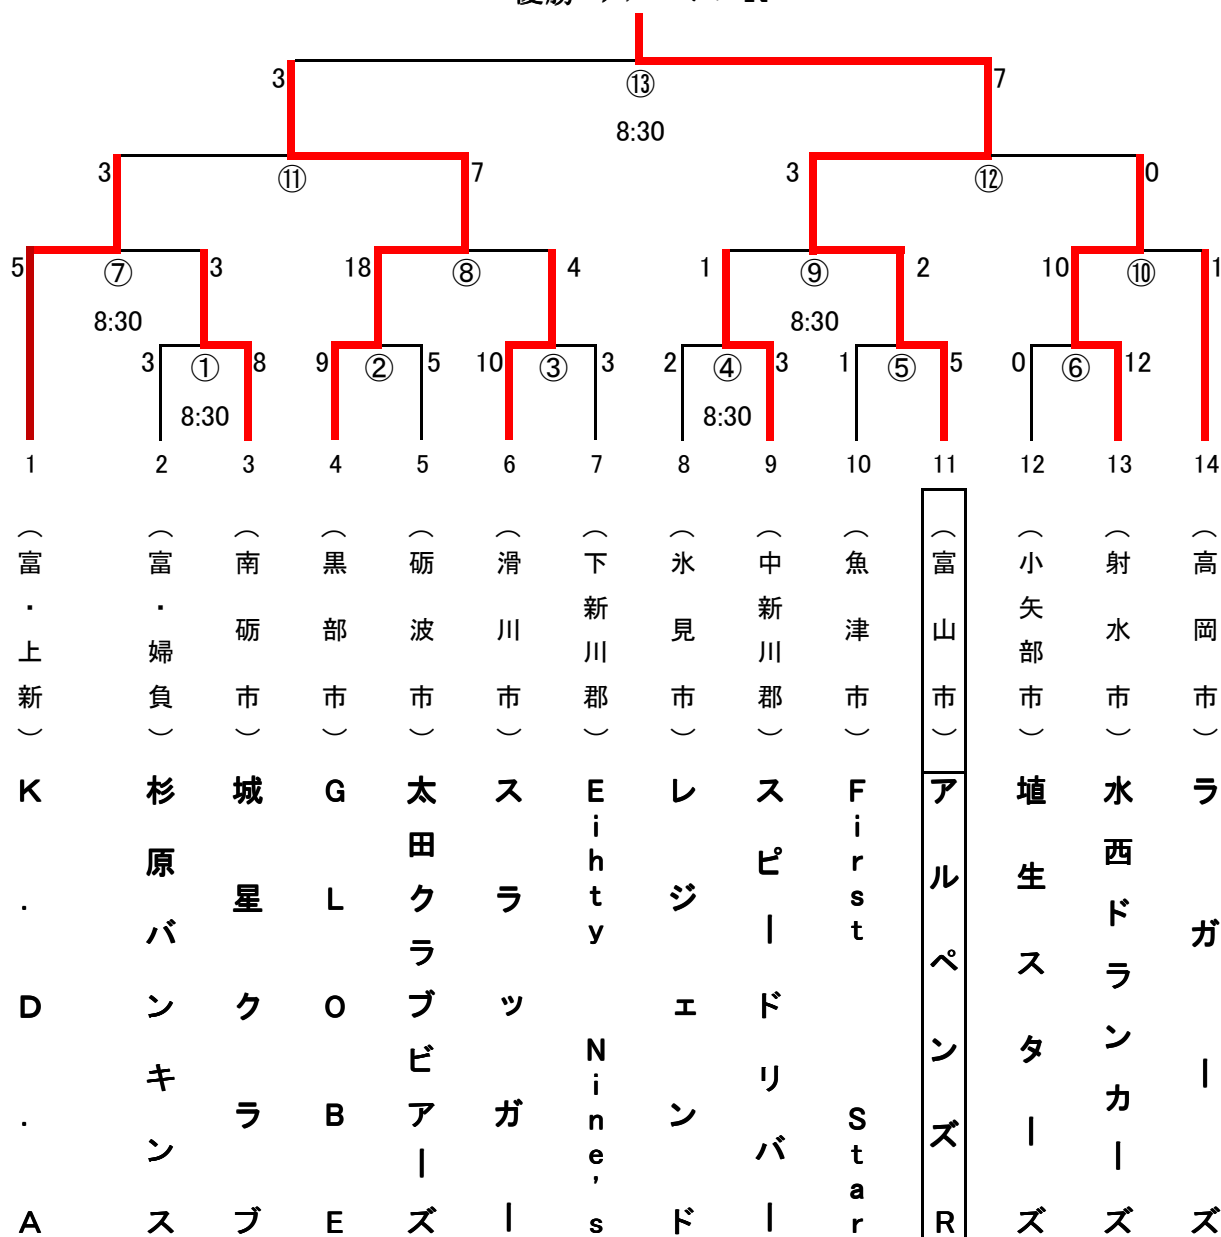 3 ⑬ 7
8:30
3 ⑪ 7 3 ⑫ 0
5 ⑦ 3 18 ⑧ 4 1 ⑨ 2 10 ⑩ 1
8:30 8:30
3 ① 8 9 ② 5 10 ③ 3 2 ④ 3 1 ⑤ 5 0 ⑥ 12
8:30 8:30
1 2 3 4 5 6 7 8 9 10 11 12 13 14
（富・上新）K.D.A
（富・婦負）杉原バンキンス
（南砺市）城星クラブ
（黒部市）GLOBE
（砺波市）太田クラブビアーズ
（滑川市）スラッガー
（下新川郡）Eihty Nine's
（氷見市）レジェンド
（中新川郡）スピードリバー
（魚津市）First Star
（富山市）アルペンズR
（小矢部市）埴生スターズ
（射水市）水西ドランカーズ
（高岡市）ラガーズ